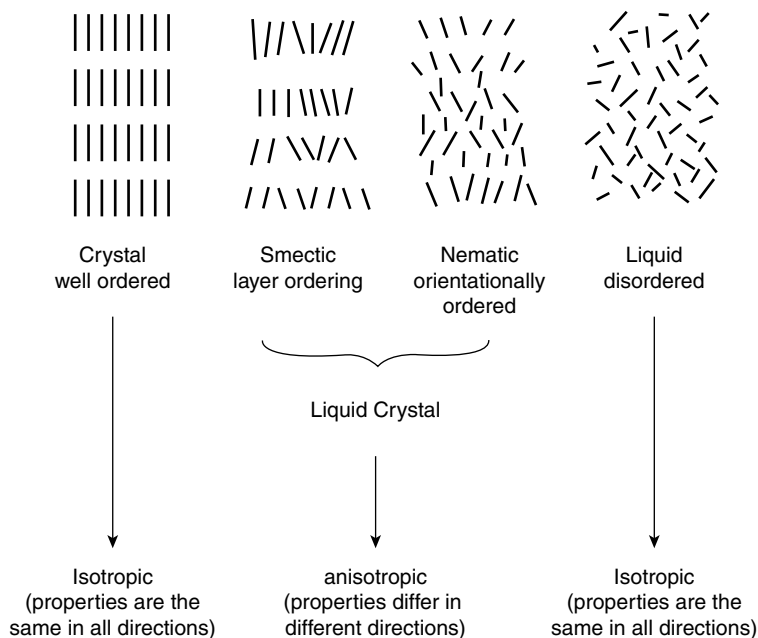 Crystal
well ordered
Smectic
layer ordering
Nematic
orientationally
ordered
Liquid
disordered
Liquid Crystal
Isotropic
(properties are the
same in all directions)
anisotropic
(properties differ in
different directions)
Isotropic
(properties are the
same in all directions)